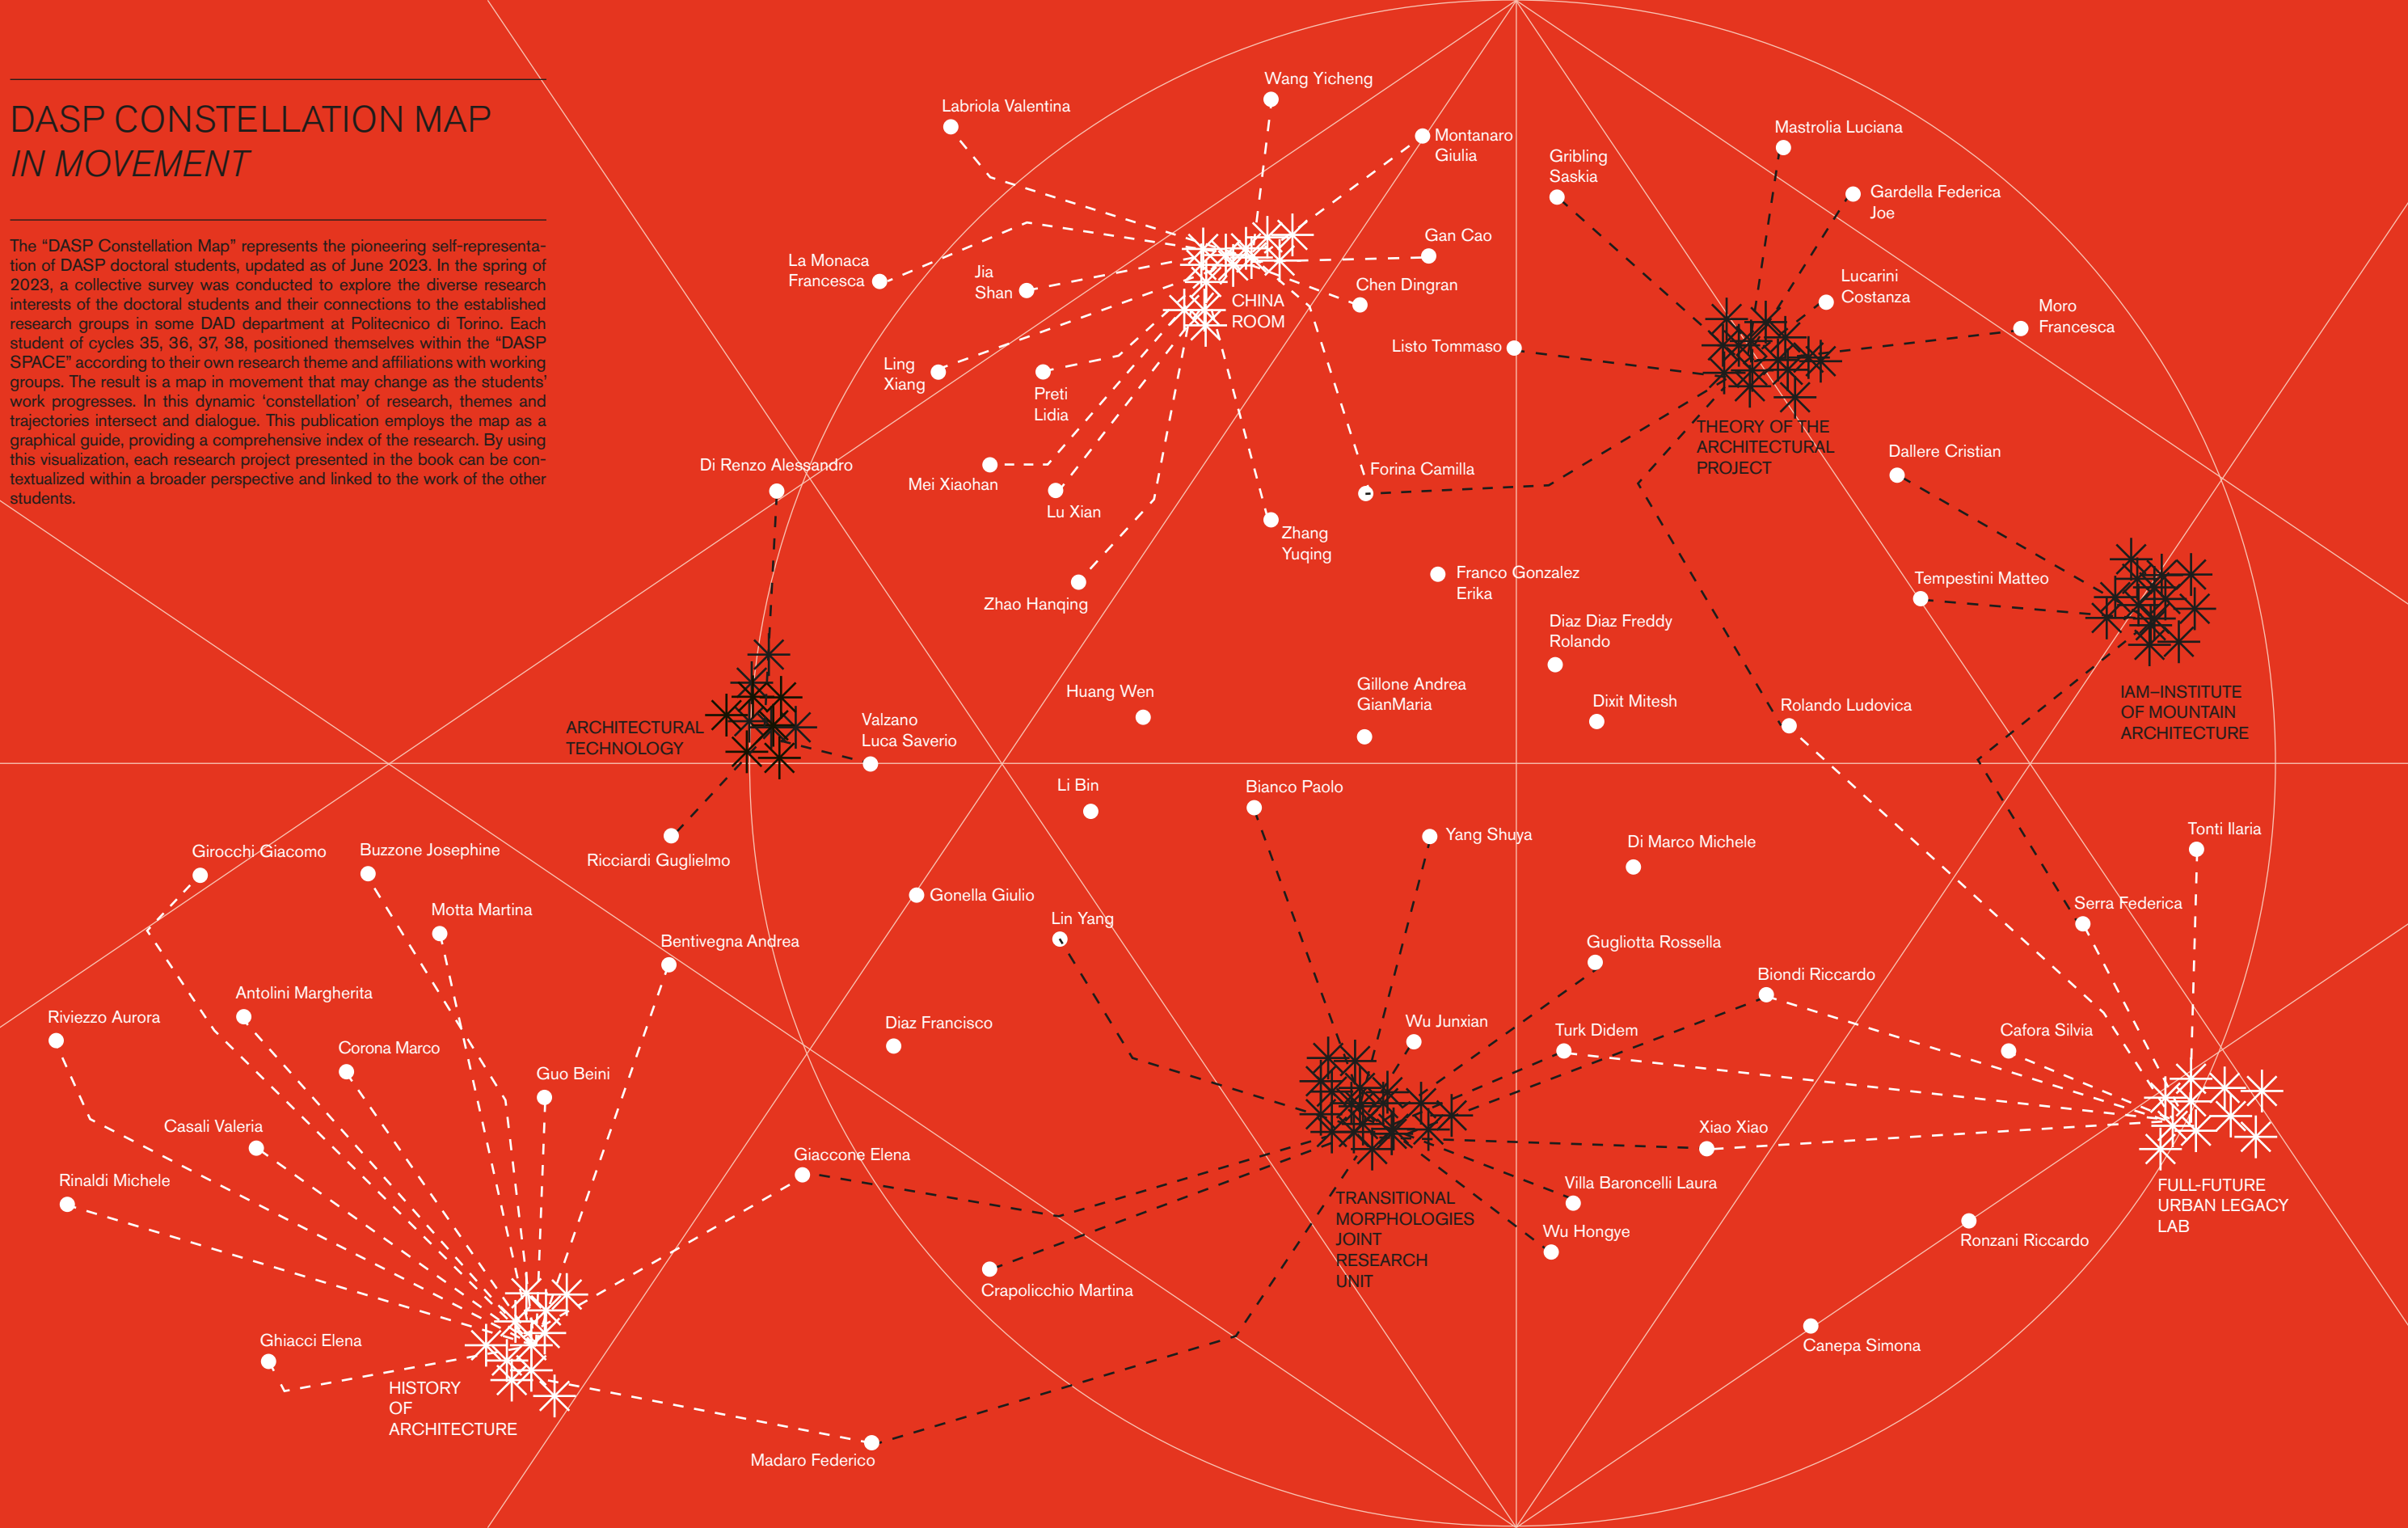 DASP CONSTELLATION MAP
IN MOVEMENT
The “DASP Constellation Map” represents the pioneering self-representa-
tion of DASP doctoral students, updated as of June 2023. In the spring of
2023, a collective survey was conducted to explore the diverse research
interests of the doctoral students and their connections to the established
research groups in some DAD department at Politecnico di Torino. Each
student of cycles 35, 36, 37, 38, positioned themselves within the “DASP
SPACE” according to their own research theme and affiliations with working
groups. The result is a map in movement that may change as the students’
work progresses. In this dynamic ‘constellation’ of research, themes and
trajectories intersect and dialogue. This publication employs the map as a
graphical guide, providing a comprehensive index of the research. By using
this visualization, each research project presented in the book can be con-
textualized within a broader perspective and linked to the work of the other
students.
Wang Yicheng
Labriola Valentina
Montanaro
Giulia
Mastrolia Luciana
Gribling
Saskia
Gardella Federica
Joe
Gan Cao
La Monaca
Francesca
Jia
Shan
Chen Dingran
CHINA
ROOM
Lucarini
Costanza
Moro
Francesca
Listo Tommaso
Ling
Xiang
Preti
Lidia
THEORY OF THE
ARCHITECTURAL
PROJECT
Dallere Cristian
Di Renzo Alessandro
Mei Xiaohan
Lu Xian
Forina Camilla
Zhang
Yuqing
Franco Gonzalez
Erika
Tempestini Matteo
Zhao Hanqing
Diaz Diaz Freddy
Rolando
Huang Wen
Gillone Andrea
GianMaria
Dixit Mitesh
Rolando Ludovica
IAM–INSTITUTE
OF MOUNTAIN
ARCHITECTURE
ARCHITECTURAL
TECHNOLOGY
Valzano
Luca Saverio
Li Bin
Bianco Paolo
Yang Shuya
Di Marco Michele
Tonti Ilaria
Girocchi Giacomo
Buzzone Josephine
Ricciardi Guglielmo
Gonella Giulio
Motta Martina
Lin Yang
Serra Federica
Bentivegna Andrea
Gugliotta Rossella
Biondi Riccardo
Antolini Margherita
Riviezzo Aurora
Diaz Francisco
Wu Junxian
Turk Didem
Cafora Silvia
Corona Marco
Guo Beini
Casali Valeria
Xiao Xiao
Giaccone Elena
Rinaldi Michele
Villa Baroncelli Laura
FULL-FUTURE
URBAN LEGACY
LAB
TRANSITIONAL
MORPHOLOGIES
JOINT
RESEARCH
UNIT
Wu Hongye
Ronzani Riccardo
Crapolicchio Martina
Ghiacci Elena
Canepa Simona
HISTORY
OF
ARCHITECTURE
Madaro Federico